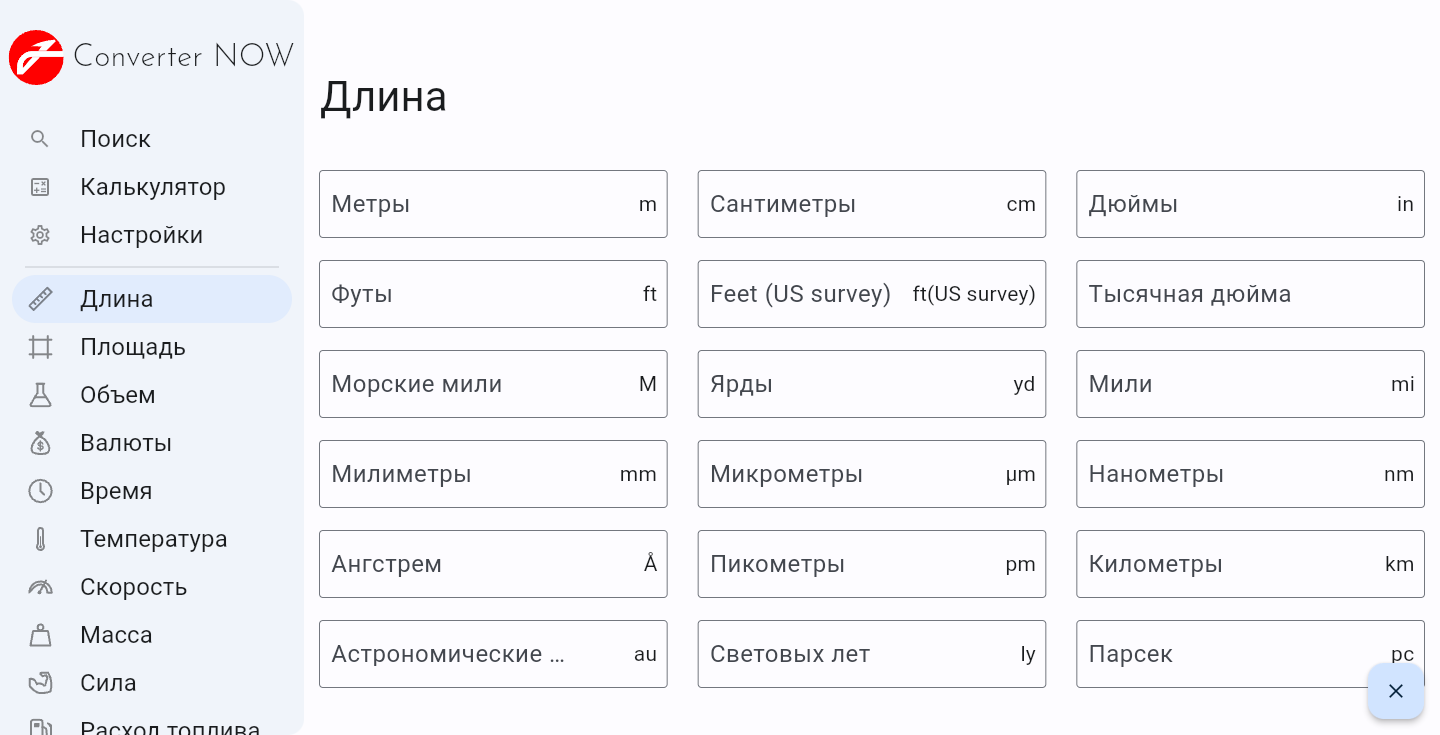 Converter NOW
Поиск
Калькулятор
Настройки
Длина
Площадь
Объем
Валюты
Время
Температура
Скорость
Масса
Сила
Расход топлива
Длина
Метры m
Сантиметры cm
Дюймы in
Футы ft
Feet (US survey) ft(US survey)
Тысячная дюйма
Морские мили M
Ярды yd
Мили mi
Милиметры mm
Микрометры µm
Нанометры nm
Ангстрем Å
Пикометры pm
Километры km
Астрономические ... au
Световых лет ly
Парсек pc